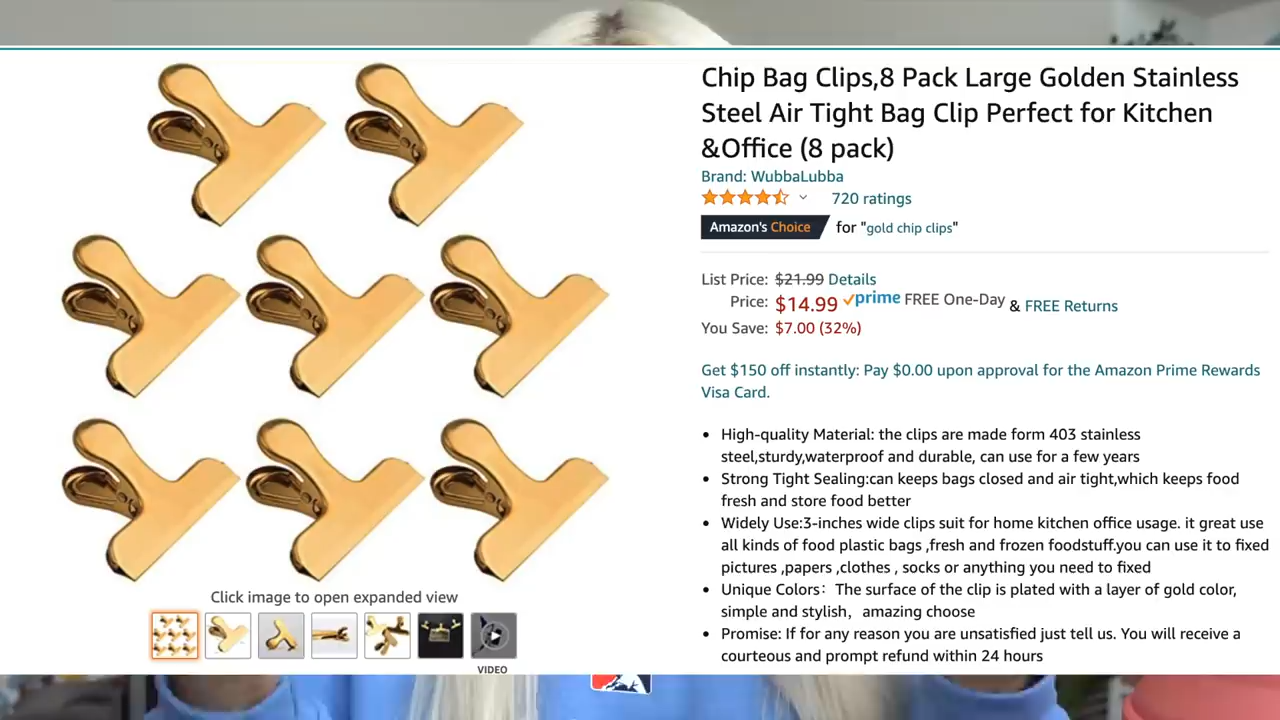 Chip Bag Clips,8 Pack Large Golden Stainless
Steel Air Tight Bag Clip Perfect for Kitchen
&Office (8 pack)
Brand: WubbaLubba
720 ratings
Amazon's Choice for "gold chip clips"
List Price: $21.99 Details
Price: $14.99 prime FREE One-Day & FREE Returns
You Save: $7.00 (32%)
Get $150 off instantly: Pay $0.00 upon approval for the Amazon Prime Rewards
Visa Card.
• High-quality Material: the clips are made form 403 stainless
steel,sturdy,waterproof and durable, can use for a few years
• Strong Tight Sealing:can keeps bags closed and air tight,which keeps food
fresh and store food better
• Widely Use:3-inches wide clips suit for home kitchen office usage. it great use
all kinds of food plastic bags ,fresh and frozen foodstuff.you can use it to fixed
pictures ,papers ,clothes , socks or anything you need to fixed
• Unique Colors：The surface of the clip is plated with a layer of gold color,
simple and stylish，amazing choose
• Promise: If for any reason you are unsatisfied just tell us. You will receive a
courteous and prompt refund within 24 hours
Click image to open expanded view
VIDEO